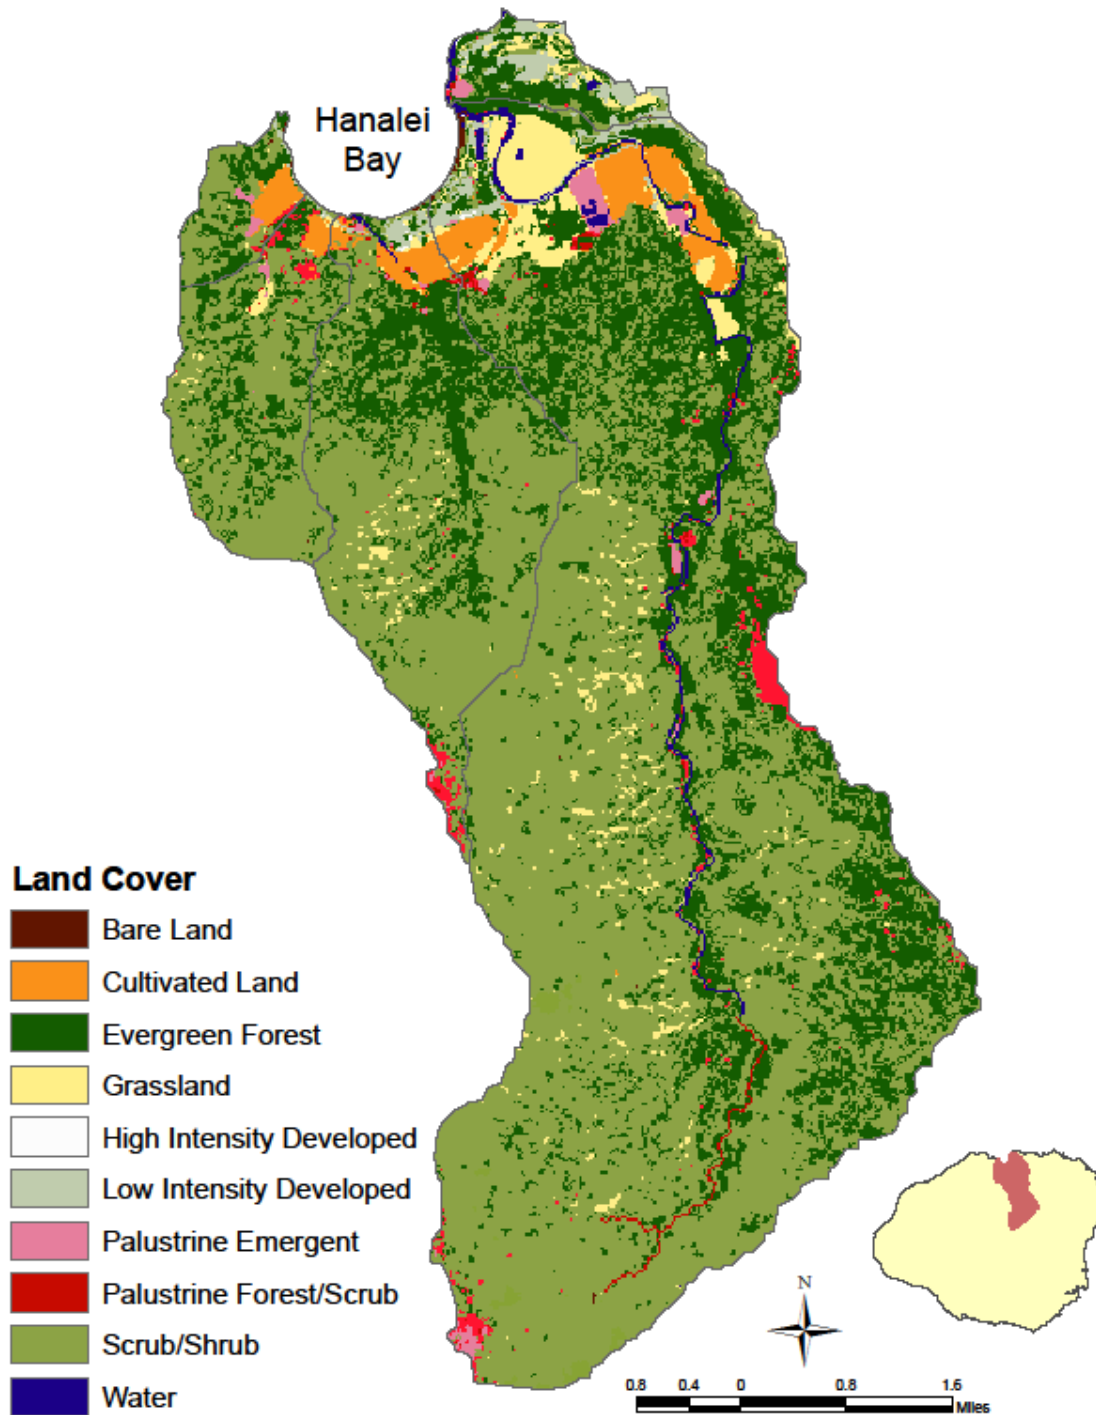 Hanalei
Bay
Land Cover
Bare Land
Cultivated Land
Evergreen Forest
Grassland
High Intensity Developed
Low Intensity Developed
Palustrine Emergent
Palustrine Forest/Scrub
Scrub/Shrub
Water
N
0.8 0.4 0 0.8 1.6
Miles